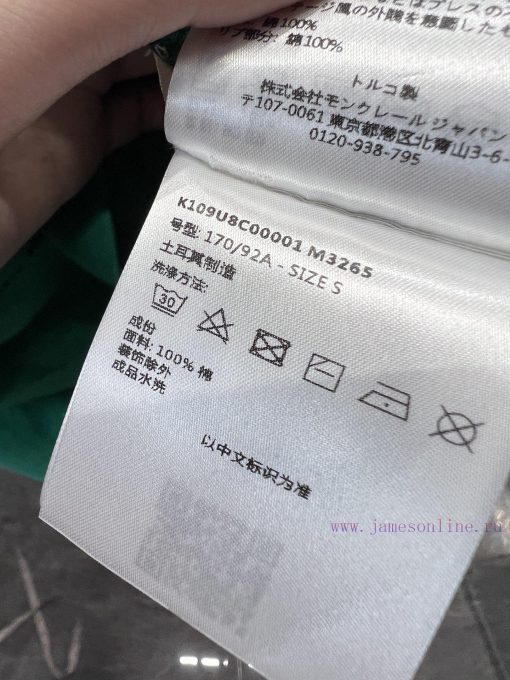 綿100%
リブ部分: 綿100%
トルコ製
株式会社モンクレール ジャパン
〒107-0061 東京都港区北青山3-6-
0120-938-795
K109U8C00001 M3265
号型: 170/92A - SIZE S
土耳其制造
洗涤方法:
30
成份
面料: 100% 棉
装饰除外
成品水洗
以中文标识为准
www.jamesonline.ru